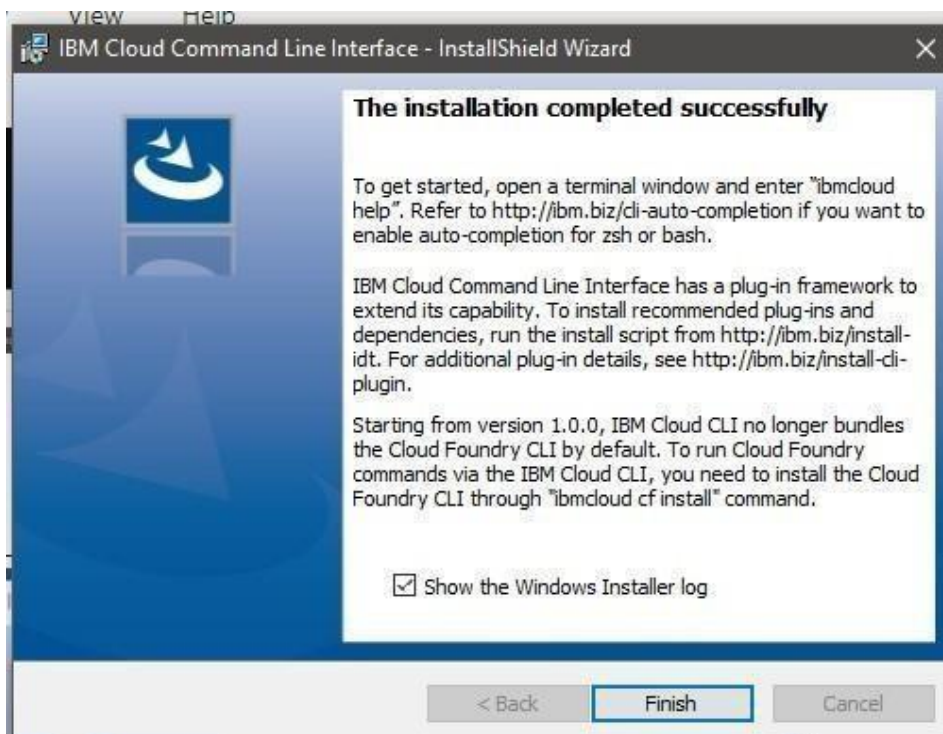 View Help
IBM Cloud Command Line Interface - InstallShield Wizard
The installation completed successfully
To get started, open a terminal window and enter "ibmcloud
help". Refer to http://ibm.biz/cli-auto-completion if you want to
enable auto-completion for zsh or bash.
IBM Cloud Command Line Interface has a plug-in framework to
extend its capability. To install recommended plug-ins and
dependencies, run the install script from http://ibm.biz/install-
idt. For additional plug-in details, see http://ibm.biz/install-cli-
plugin.
Starting from version 1.0.0, IBM Cloud CLI no longer bundles
the Cloud Foundry CLI by default. To run Cloud Foundry
commands via the IBM Cloud CLI, you need to install the Cloud
Foundry CLI through "ibmcloud cf install" command.
Show the Windows Installer log
< Back Finish Cancel